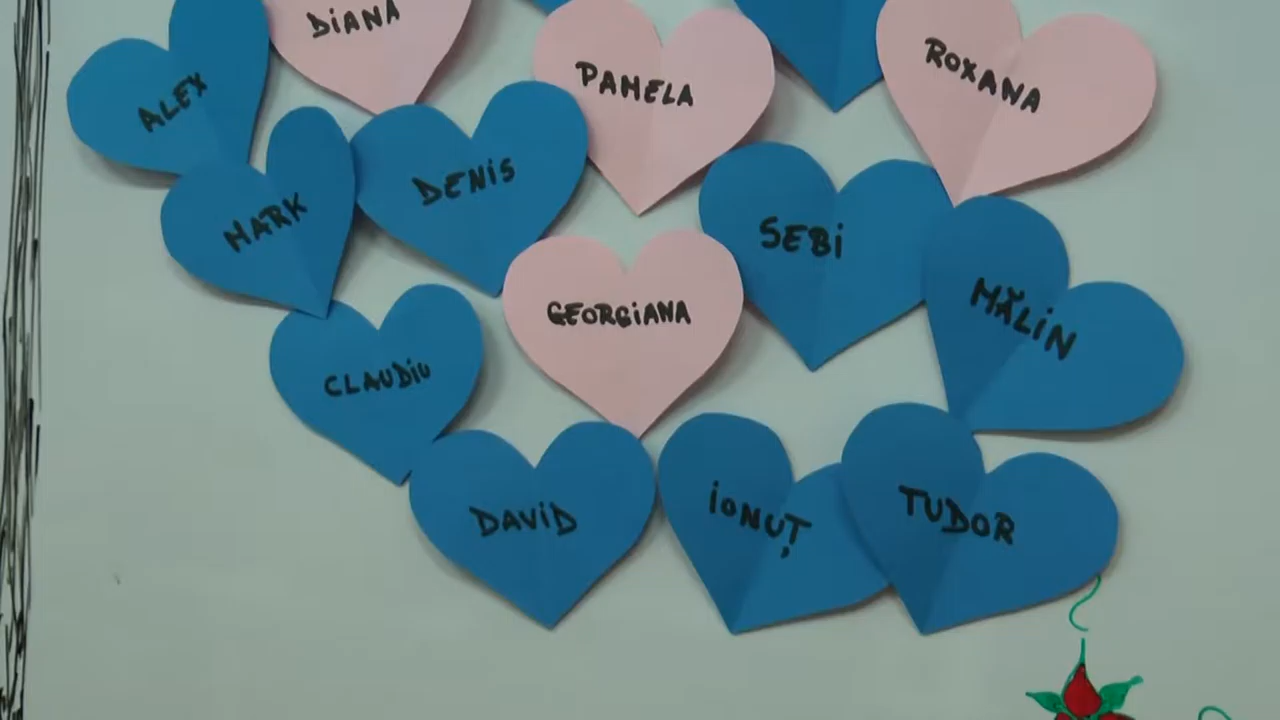 DIANA
PAMELA
ROXANA
ALEX
DENiS
MARK
SEBi
GEORGiANA
MĂLiN
CLAUDiU
DAViD
iONUȚ
TUDOR